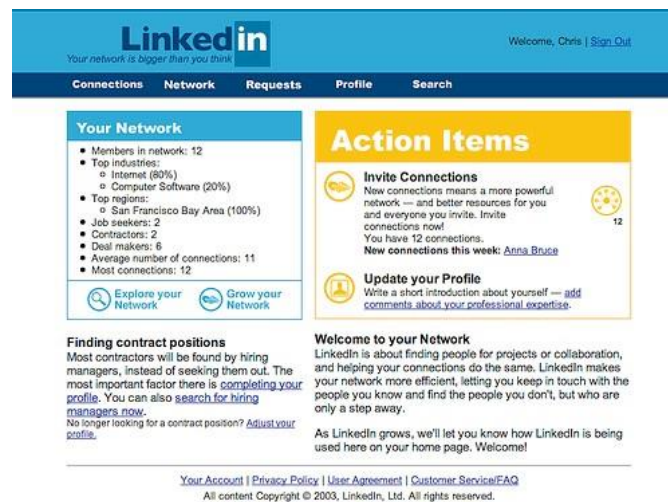 Linkedin
Your network is bigger than you think
Welcome, Chris | Sign Out
Connections Network Requests Profile Search
Your Network
• Members in network: 12
• Top industries:
o Internet (80%)
o Computer Software (20%)
• Top regions:
o San Francisco Bay Area (100%)
• Job seekers: 2
• Contractors: 2
• Deal makers: 6
• Average number of connections: 11
• Most connections: 12
Explore your
Network
Grow your
Network
Action Items
Invite Connections
New connections means a more powerful
network — and better resources for you
and everyone you invite. Invite
connections now!
You have 12 connections.
New connections this week: Anna Bruce
12
Update your Profile
Write a short introduction about yourself — add
comments about your professional expertise.
Finding contract positions
Most contractors will be found by hiring
managers, instead of seeking them out. The
most important factor there is completing your
profile. You can also search for hiring
managers now.
No longer looking for a contract position? Adjust your
profile.
Welcome to your Network
LinkedIn is about finding people for projects or collaboration,
and helping your connections do the same. LinkedIn makes
your network more efficient, letting you keep in touch with the
people you know and find the people you don't, but who are
only a step away.
As LinkedIn grows, we'll let you know how LinkedIn is being
used here on your home page. Welcome!
Your Account | Privacy Policy | User Agreement | Customer Service/FAQ
All content Copyright © 2003, LinkedIn, Ltd. All rights reserved.